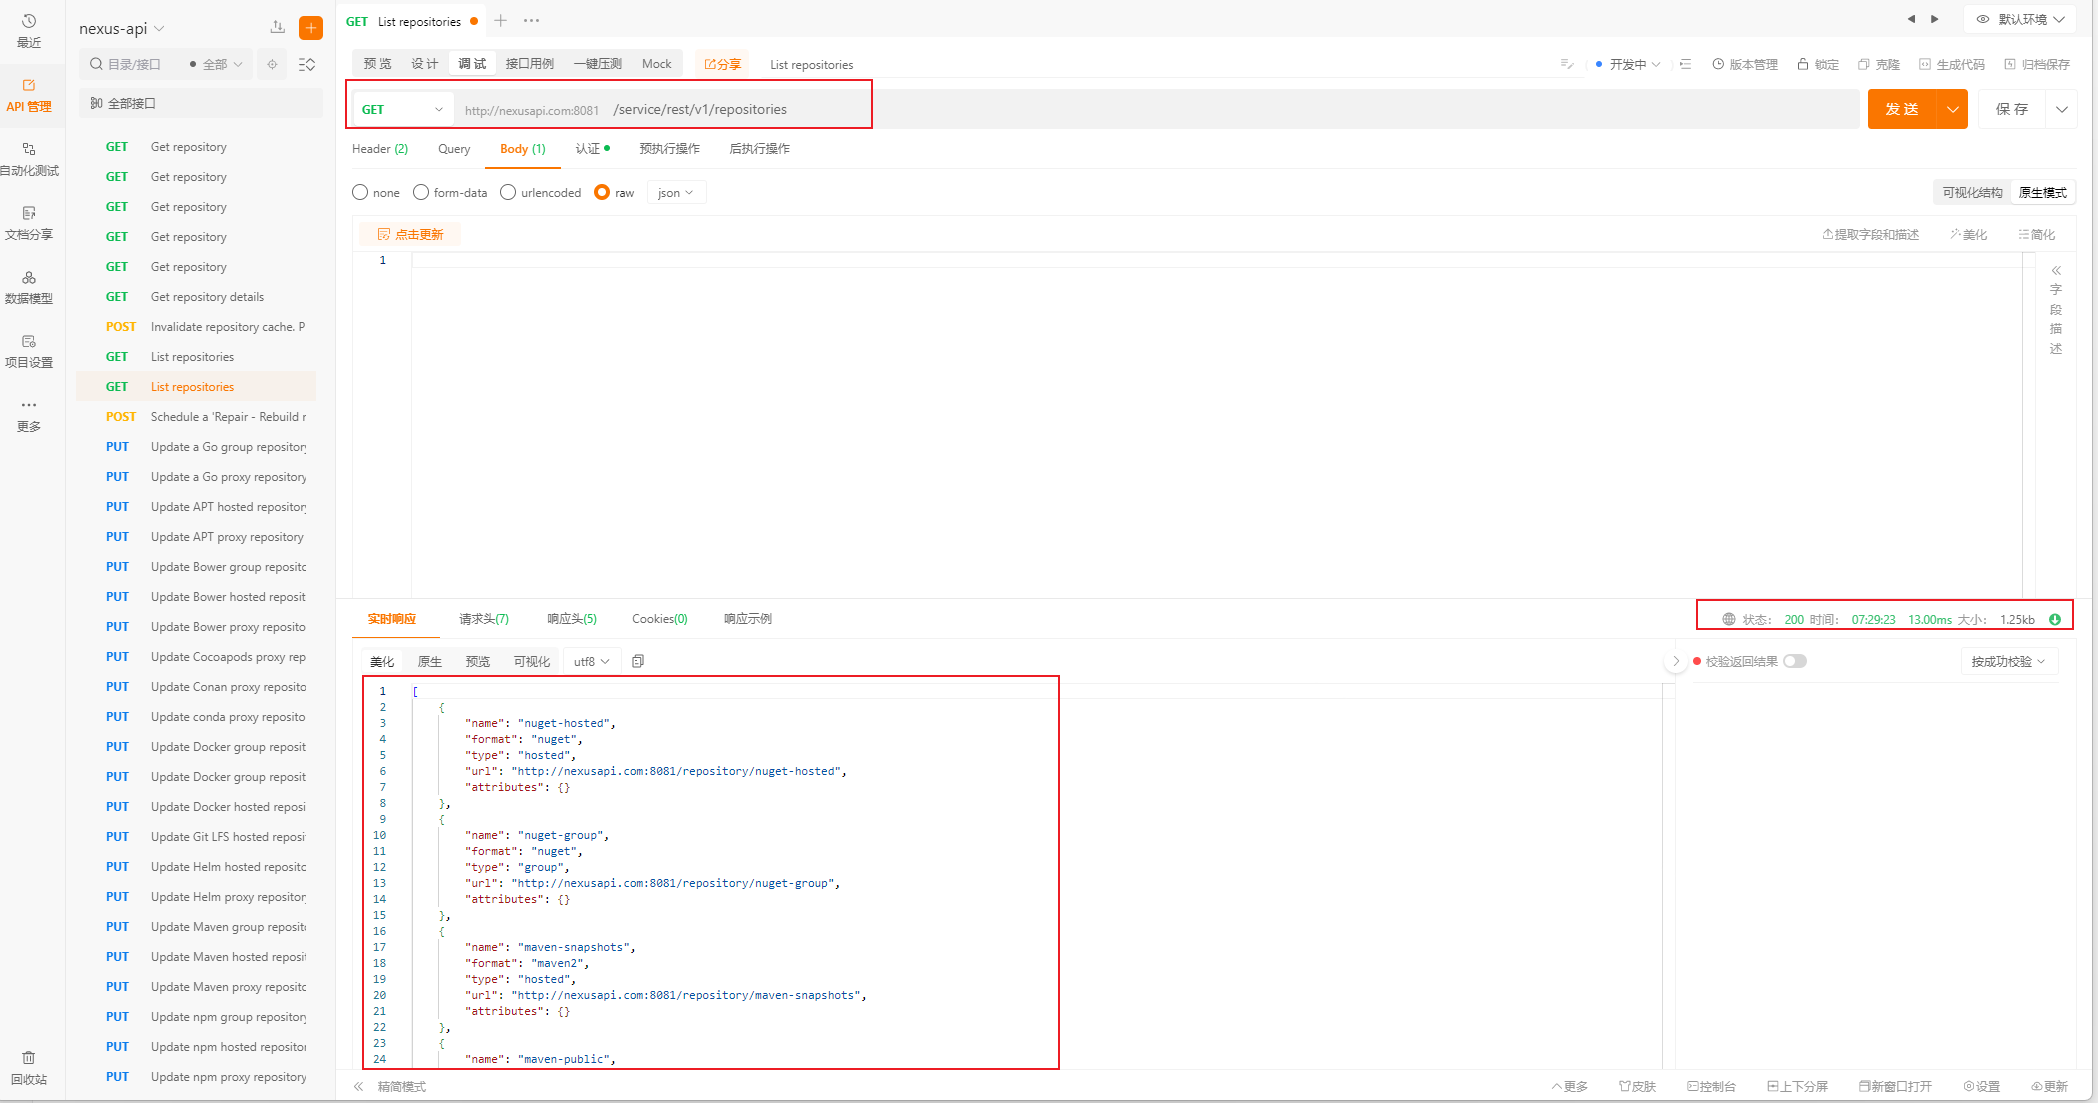 最近
API 管理
自动化测试
文档分享
数据模型
项目设置
更多
回收站
nexus-api
目录/接口 全部
全部接口
GET Get repository
GET Get repository
GET Get repository
GET Get repository
GET Get repository
GET Get repository details
POST Invalidate repository cache. P
GET List repositories
GET List repositories
POST Schedule a 'Repair - Rebuild r
PUT Update a Go group repository
PUT Update a Go proxy repository
PUT Update APT hosted repository
PUT Update APT proxy repository
PUT Update Bower group reposito
PUT Update Bower hosted reposit
PUT Update Bower proxy reposito
PUT Update Cocoapods proxy rep
PUT Update Conan proxy reposito
PUT Update conda proxy reposito
PUT Update Docker group reposit
PUT Update Docker group reposit
PUT Update Docker hosted reposi
PUT Update Git LFS hosted reposi
PUT Update Helm hosted reposito
PUT Update Helm proxy repository
PUT Update Maven group reposito
PUT Update Maven hosted reposit
PUT Update Maven proxy reposito
PUT Update npm group repository
PUT Update npm hosted repositor
PUT Update npm proxy repository
GET List repositories
默认环境
预览 设计 调试 接口用例 一键压测 Mock 分享 List repositories
开发中 版本管理 锁定 克隆 生成代码 归档保存
GET http://nexusapi.com:8081 /service/rest/v1/repositories
发送 保存
Header (2) Query Body (1) 认证 预执行操作 后执行操作
none form-data urlencoded raw json
可视化结构 原生模式
点击更新
提取字段和描述 美化 简化
1
字
段
描
述
实时响应 请求头(7) 响应头(5) Cookies(0) 响应示例
状态: 200 时间: 07:29:23 13.00ms 大小: 1.25kb
美化 原生 预览 可视化 utf8
校验返回结果 按成功校验
1 [
2 {
3 "name": "nuget-hosted",
4 "format": "nuget",
5 "type": "hosted",
6 "url": "http://nexusapi.com:8081/repository/nuget-hosted",
7 "attributes": {}
8 },
9 {
10 "name": "nuget-group",
11 "format": "nuget",
12 "type": "group",
13 "url": "http://nexusapi.com:8081/repository/nuget-group",
14 "attributes": {}
15 },
16 {
17 "name": "maven-snapshots",
18 "format": "maven2",
19 "type": "hosted",
20 "url": "http://nexusapi.com:8081/repository/maven-snapshots",
21 "attributes": {}
22 },
23 {
24 "name": "maven-public",
精简模式
更多 皮肤 控制台 上下分屏 新窗口打开 设置 更新